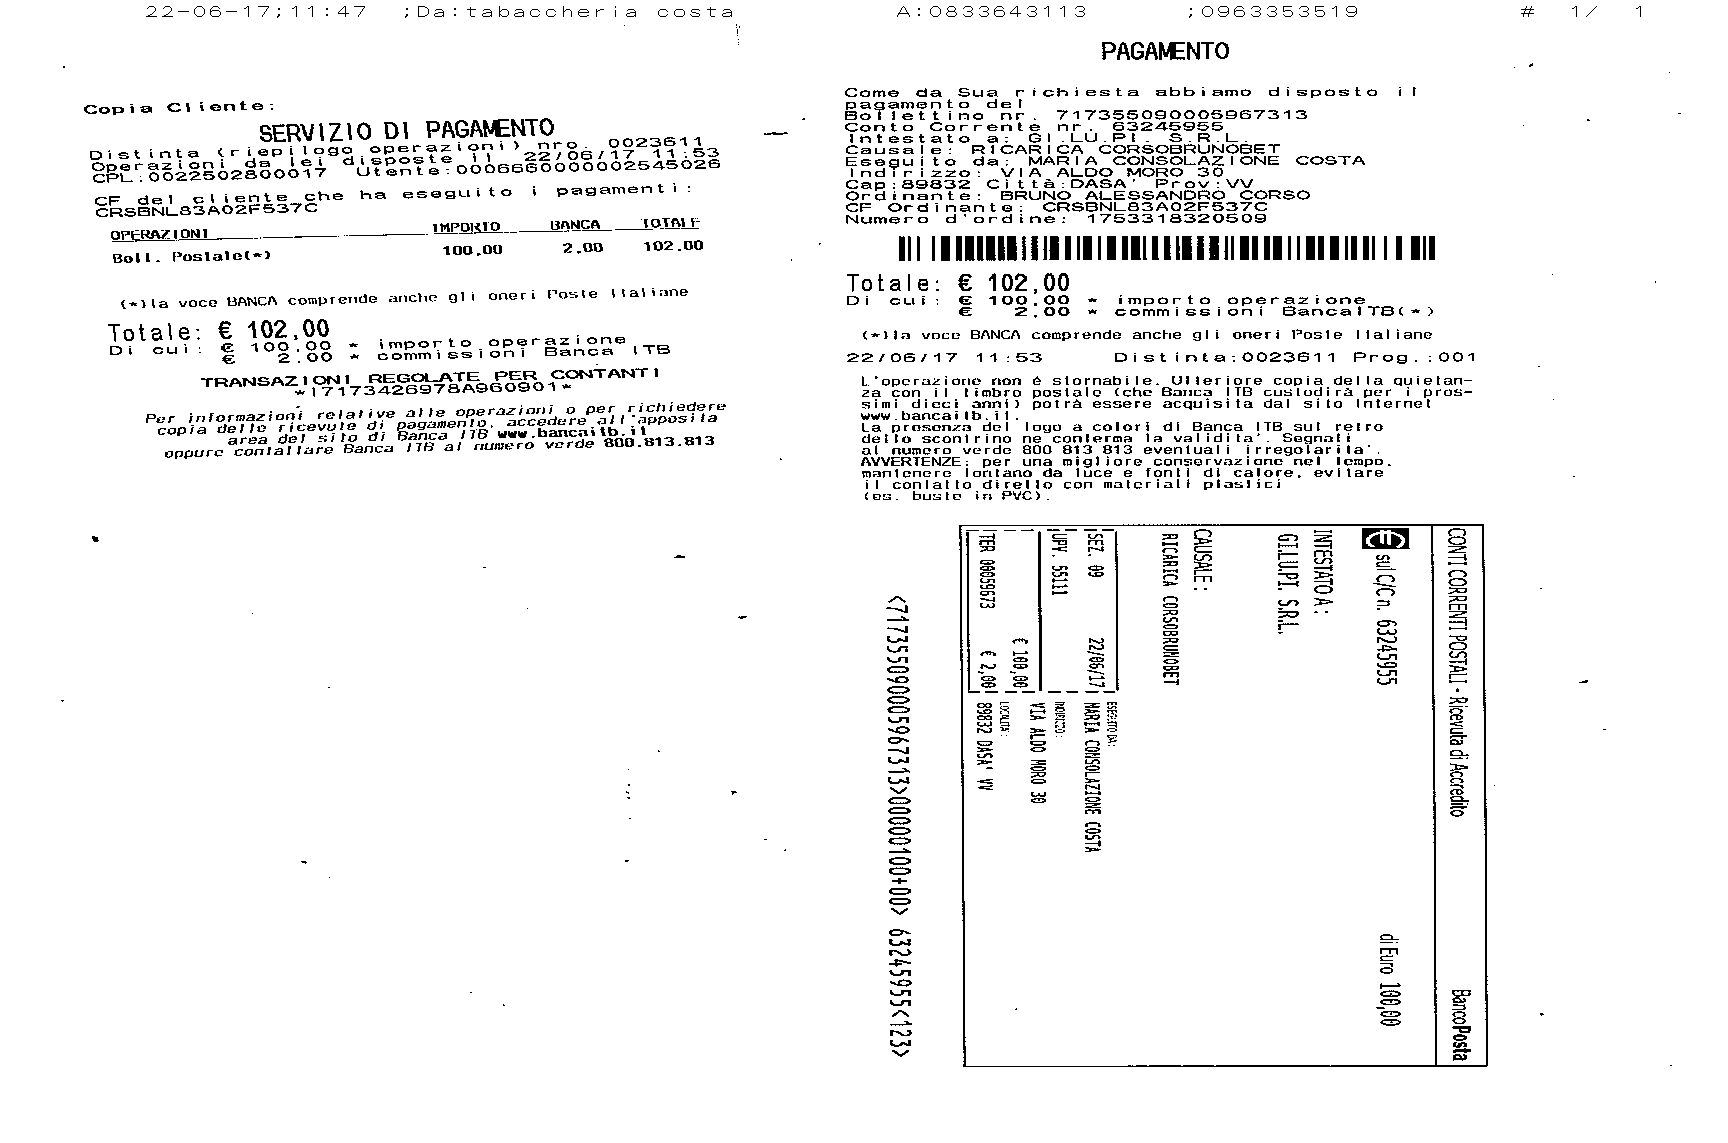 22-06-17;11:47 ;Da:tabaccheria costa A:0833643113 ;0963353519 # 1/ 1
Copia Cliente:
SERVIZIO DI PAGAMENTO
Distinta (riepilogo operazioni) nro. 0023611
Operazioni da lei disposte il 22/06/17 11:53
CPL:0022502800017 Utente:0006660000002545026
CF del cliente che ha eseguito i pagamenti:
CRSBNL83A02F537C
OPERAZIONI IMPORTO BANCA TOTALE
Boll. Postale(*) 100,00 2.00 102.00
(*)la voce BANCA comprende anche gli oneri Poste Italiane
Totale: € 102,00
Di cui: € 100.00 * importo operazione
€ 2.00 * commissioni Banca ITB
TRANSAZIONI REGOLATE PER CONTANTI
*17173426978A960901*
Per informazioni relative alle operazioni o per richiedere
copia delle ricevute di pagamento, accedere all'apposita
area del sito di Banca ITB www.bancaitb.it
oppure contattare Banca ITB al numero verde 800.813.813
PAGAMENTO
Come da Sua richiesta abbiamo disposto il
pagamento del
Bollettino nr. 717355090005967313
Conto Corrente nr. 63245955
Intestato a: GI.LU.PI. S.R.L.
Causale: RICARICA CORSOBRUNOBET
Eseguito da: MARIA CONSOLAZIONE COSTA
Indirizzo: VIA ALDO MORO 30
Cap:89832 Città:DASA' Prov:VV
Ordinante: BRUNO ALESSANDRO CORSO
CF Ordinante: CRSBNL83A02F537C
Numero d'ordine: 1753318320509
Totale: € 102,00
Di cui: € 100.00 * importo operazione
€ 2.00 * commissioni BancaITB(*)
(*)la voce BANCA comprende anche gli oneri Poste Italiane
22/06/17 11:53 Distinta:0023611 Prog.:001
L'operazione non è stornabile. Ulteriore copia della quietan-
za con il timbro postale (che Banca ITB custodirà per i pros-
simi dieci anni) potrà essere acquisita dal sito Internet
www.bancaitb.it.
La presenza del logo a colori di Banca ITB sul retro
dello scontrino ne conferma la validita'. Segnati
al numero verde 800 813 813 eventuali irregolarita'.
AVVERTENZE: per una migliore conservazione nel tempo,
mantenere lontano da luce e fonti di calore, evitare
il contatto diretto con materiali plastici
(es. buste in PVC).
CONTI CORRENTI POSTALI - Ricevuta di Accredito BancoPosta
sul C/C n. 63245955 di Euro 100,00
INTESTATO A:
GI.LU.PI. S.R.L.
CAUSALE:
RICARICA CORSOBRUNOBET
SEZ. 09 22/06/17
UPV. 55111
€ 100,00
TER 00059673 € 2,00
ESEGUITO DA:
MARIA CONSOLAZIONE COSTA
INDIRIZZO:
VIA ALDO MORO 30
LOCALITA':
89832 DASA' VV
<717355090005967313>00000100+00> 63245955<123>